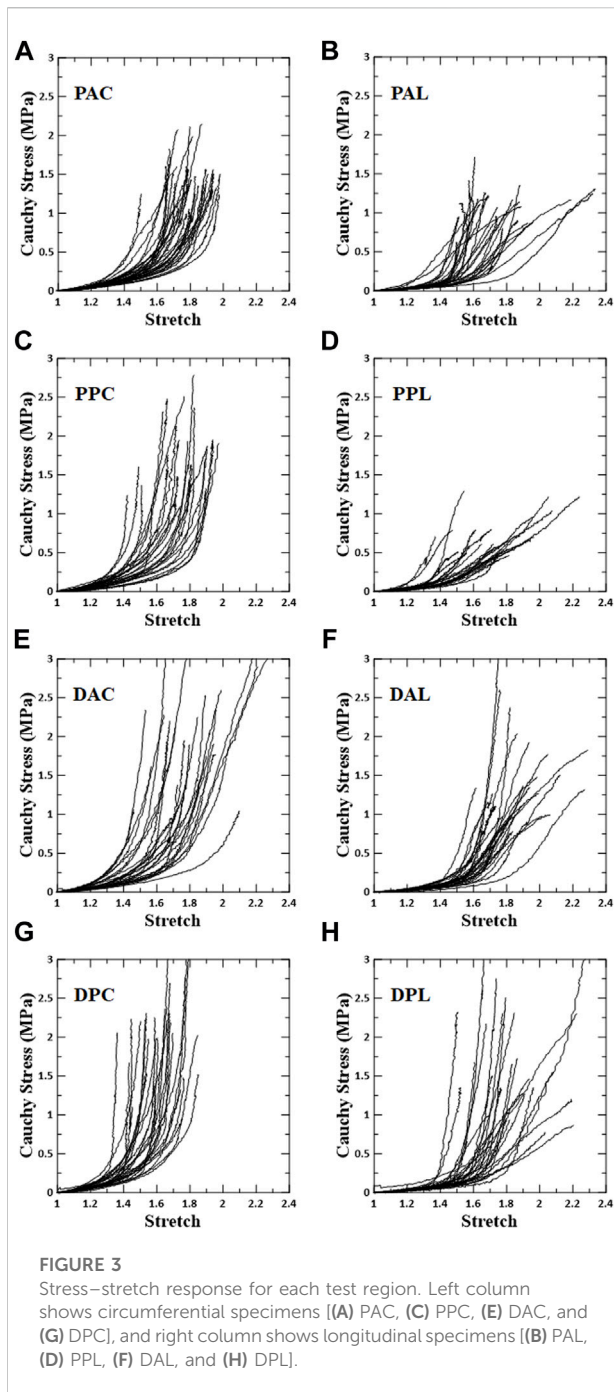 A
B
3
2.5
2
1.5
1
0.5
0
Cauchy Stress (MPa)
PAC
1 1.2 1.4 1.6 1.8 2 2.2 2.4
Stretch
3
2.5
2
1.5
1
0.5
0
Cauchy Stress (MPa)
PAL
1 1.2 1.4 1.6 1.8 2 2.2 2.4
Stretch
C
D
3
2.5
2
1.5
1
0.5
0
Cauchy Stress (MPa)
PPC
1 1.2 1.4 1.6 1.8 2 2.2 2.4
Stretch
3
2.5
2
1.5
1
0.5
0
Cauchy Stress (MPa)
PPL
1 1.2 1.4 1.6 1.8 2 2.2 2.4
Stretch
E
F
3
2.5
2
1.5
1
0.5
0
Cauchy Stress (MPa)
DAC
1 1.2 1.4 1.6 1.8 2 2.2 2.4
Stretch
3
2.5
2
1.5
1
0.5
0
Cauchy Stress (MPa)
DAL
1 1.2 1.4 1.6 1.8 2 2.2 2.4
Stretch
G
H
3
2.5
2
1.5
1
0.5
0
Cauchy Stress (MPa)
DPC
1 1.2 1.4 1.6 1.8 2 2.2 2.4
Stretch
3
2.5
2
1.5
1
0.5
0
Cauchy Stress (MPa)
DPL
1 1.2 1.4 1.6 1.8 2 2.2 2.4
Stretch
FIGURE 3
Stress–stretch response for each test region. Left column
shows circumferential specimens [(A) PAC, (C) PPC, (E) DAC, and
(G) DPC], and right column shows longitudinal specimens [(B) PAL,
(D) PPL, (F) DAL, and (H) DPL].